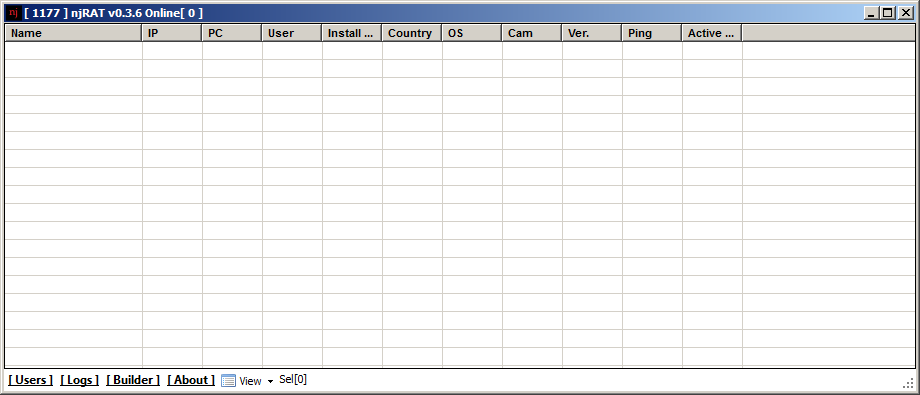 nj [ 1177 ] njRAT v0.3.6 Online[ 0 ]
Name IP PC User Install ... Country OS Cam Ver. Ping Active ...
[ Users ] [ Logs ] [ Builder ] [ About ] View Sel[0]